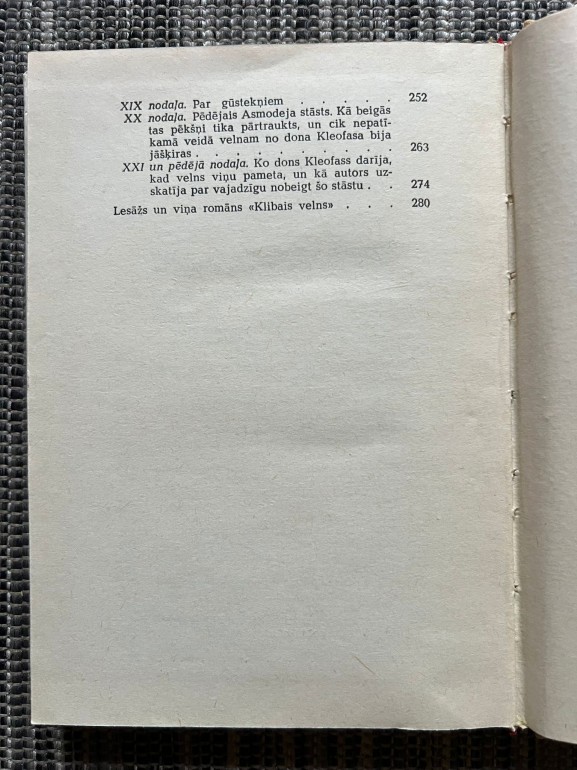 XIX nodaļa. Par gūstekņiem . . . . . 252
XX nodaļa. Pēdējais Asmodeja stāsts. Kā beigās
tas pēkšņi tika pārtraukts, un cik nepatī-
kamā veidā velnam no dona Kleofasa bija
jāšķiras . . . . . . . . . . . 263
XXI un pēdējā nodaļa. Ko dons Kleofass darīja,
kad velns viņu pameta, un kā autors uz-
skatīja par vajadzīgu nobeigt šo stāstu . . 274
Lesāžs un viņa romāns «Klibais velns» . . . 280